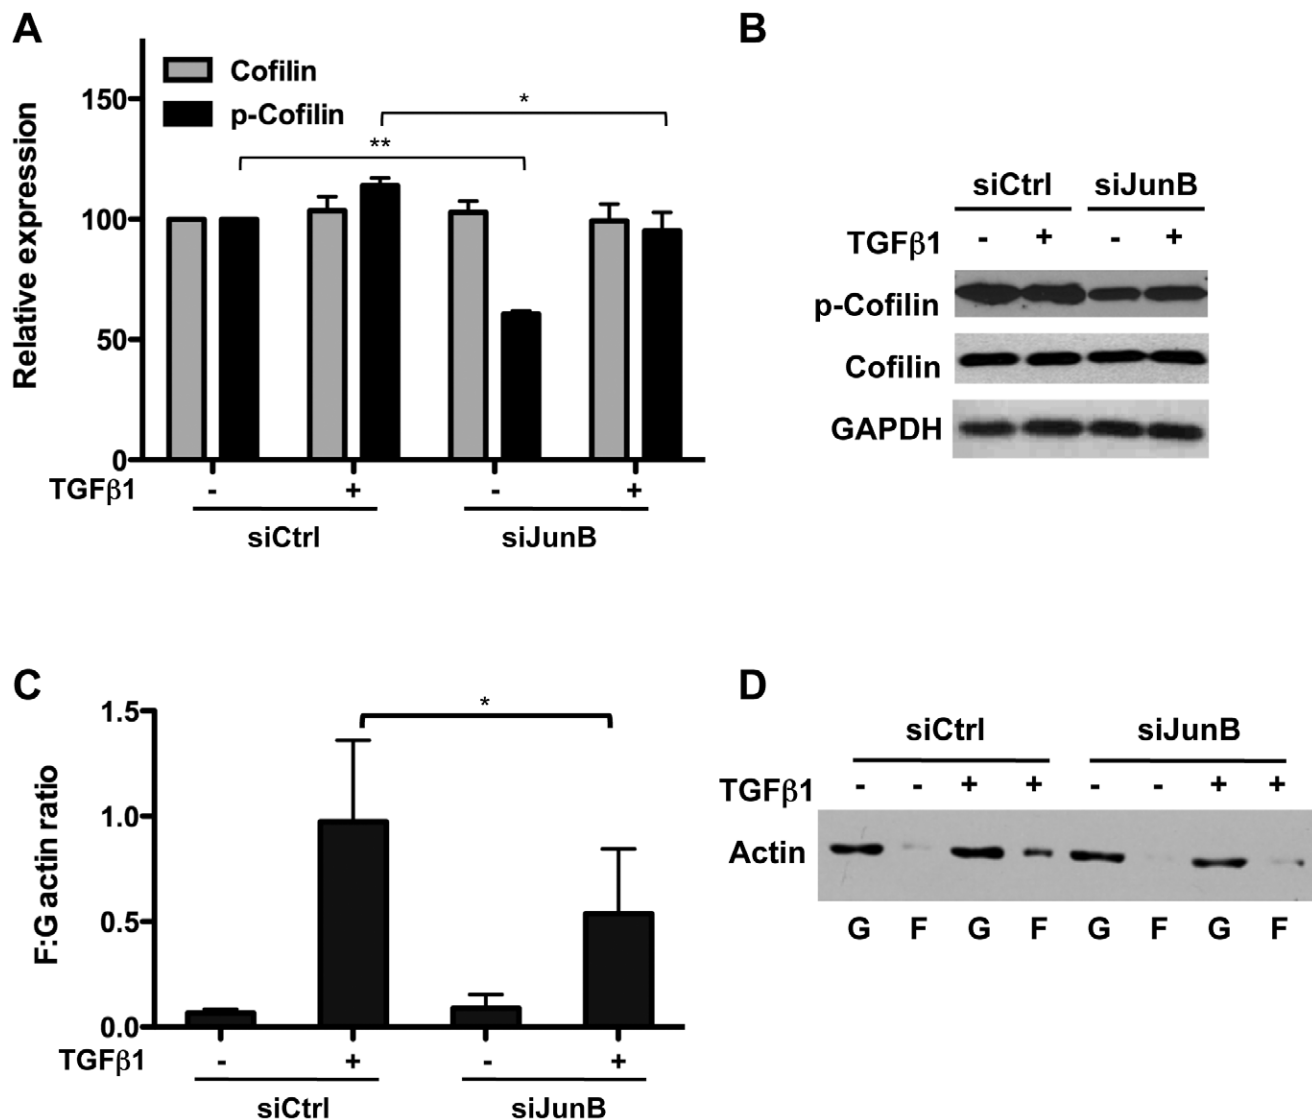 A
Relative expression
150
100
50
0
Cofilin
p-Cofilin
*
**
TGFβ1 - + - +
siCtrl siJunB
B
siCtrl siJunB
TGFβ1 - + - +
p-Cofilin
Cofilin
GAPDH
C
F:G actin ratio
1.5
1.0
0.5
0.0
*
TGFβ1 - + - +
siCtrl siJunB
D
siCtrl siJunB
TGFβ1 - - + + - - + +
Actin
G F G F G F G F